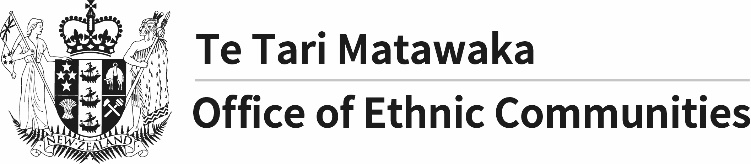 Te Tari Matawaka
Office of Ethnic Communities
NEW ZEALAND